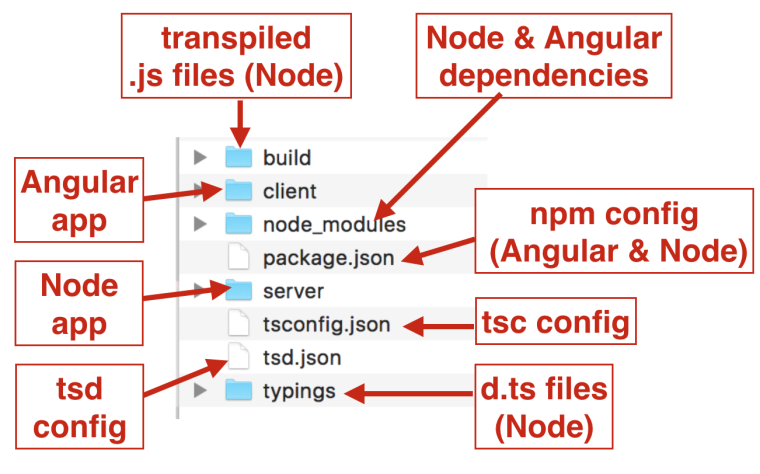 transpiled
.js files (Node)
Node & Angular
dependencies
build
client
node_modules
package.json
server
tsconfig.json
tsd.json
typings
Angular
app
Node
app
tsd
config
npm config
(Angular & Node)
tsc config
d.ts files
(Node)